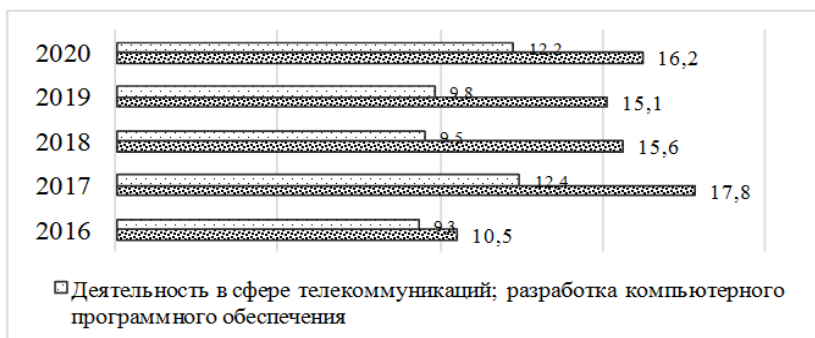 2020 12,2 16,2
2019 9,8 15,1
2018 9,5 15,6
2017 12,4 17,8
2016 9,3 10,5
Деятельность в сфере телекоммуникаций; разработка компьютерного
программного обеспечения